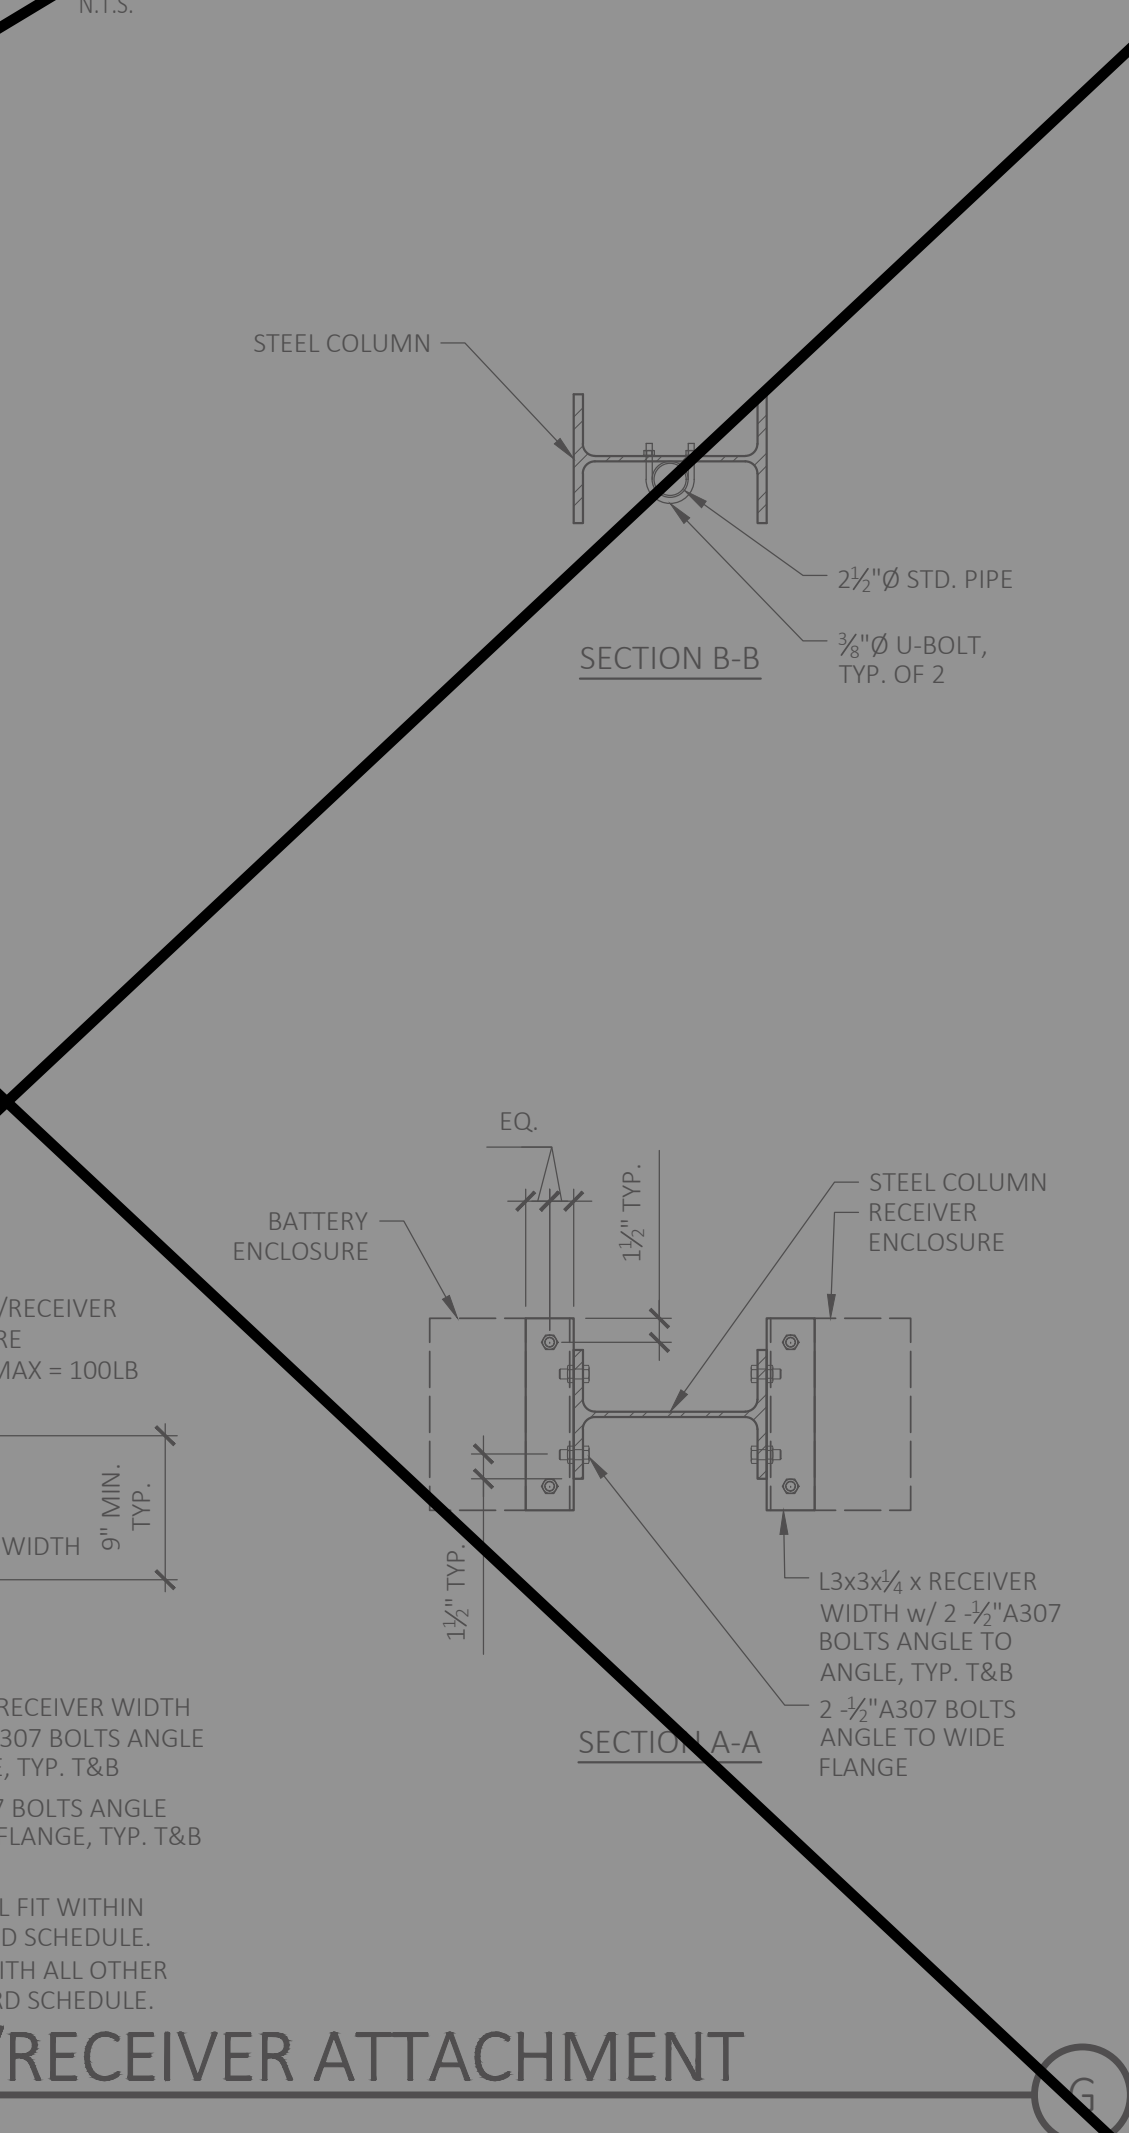 N.T.S.
STEEL COLUMN
2½"Ø STD. PIPE
⅜"Ø U-BOLT,
TYP. OF 2
SECTION B-B
EQ.
1½" TYP.
STEEL COLUMN
RECEIVER
ENCLOSURE
BATTERY
ENCLOSURE
/RECEIVER
RE
MAX = 100LB
9" MIN.
TYP.
WIDTH
1½" TYP.
L3x3x¼ x RECEIVER
WIDTH w/ 2 -½"A307
BOLTS ANGLE TO
ANGLE, TYP. T&B
2 -½"A307 BOLTS
ANGLE TO WIDE
FLANGE
SECTION A-A
RECEIVER WIDTH
A307 BOLTS ANGLE
E, TYP. T&B
7 BOLTS ANGLE
FLANGE, TYP. T&B
L FIT WITHIN
D SCHEDULE.
ITH ALL OTHER
RD SCHEDULE.
/RECEIVER ATTACHMENT
G